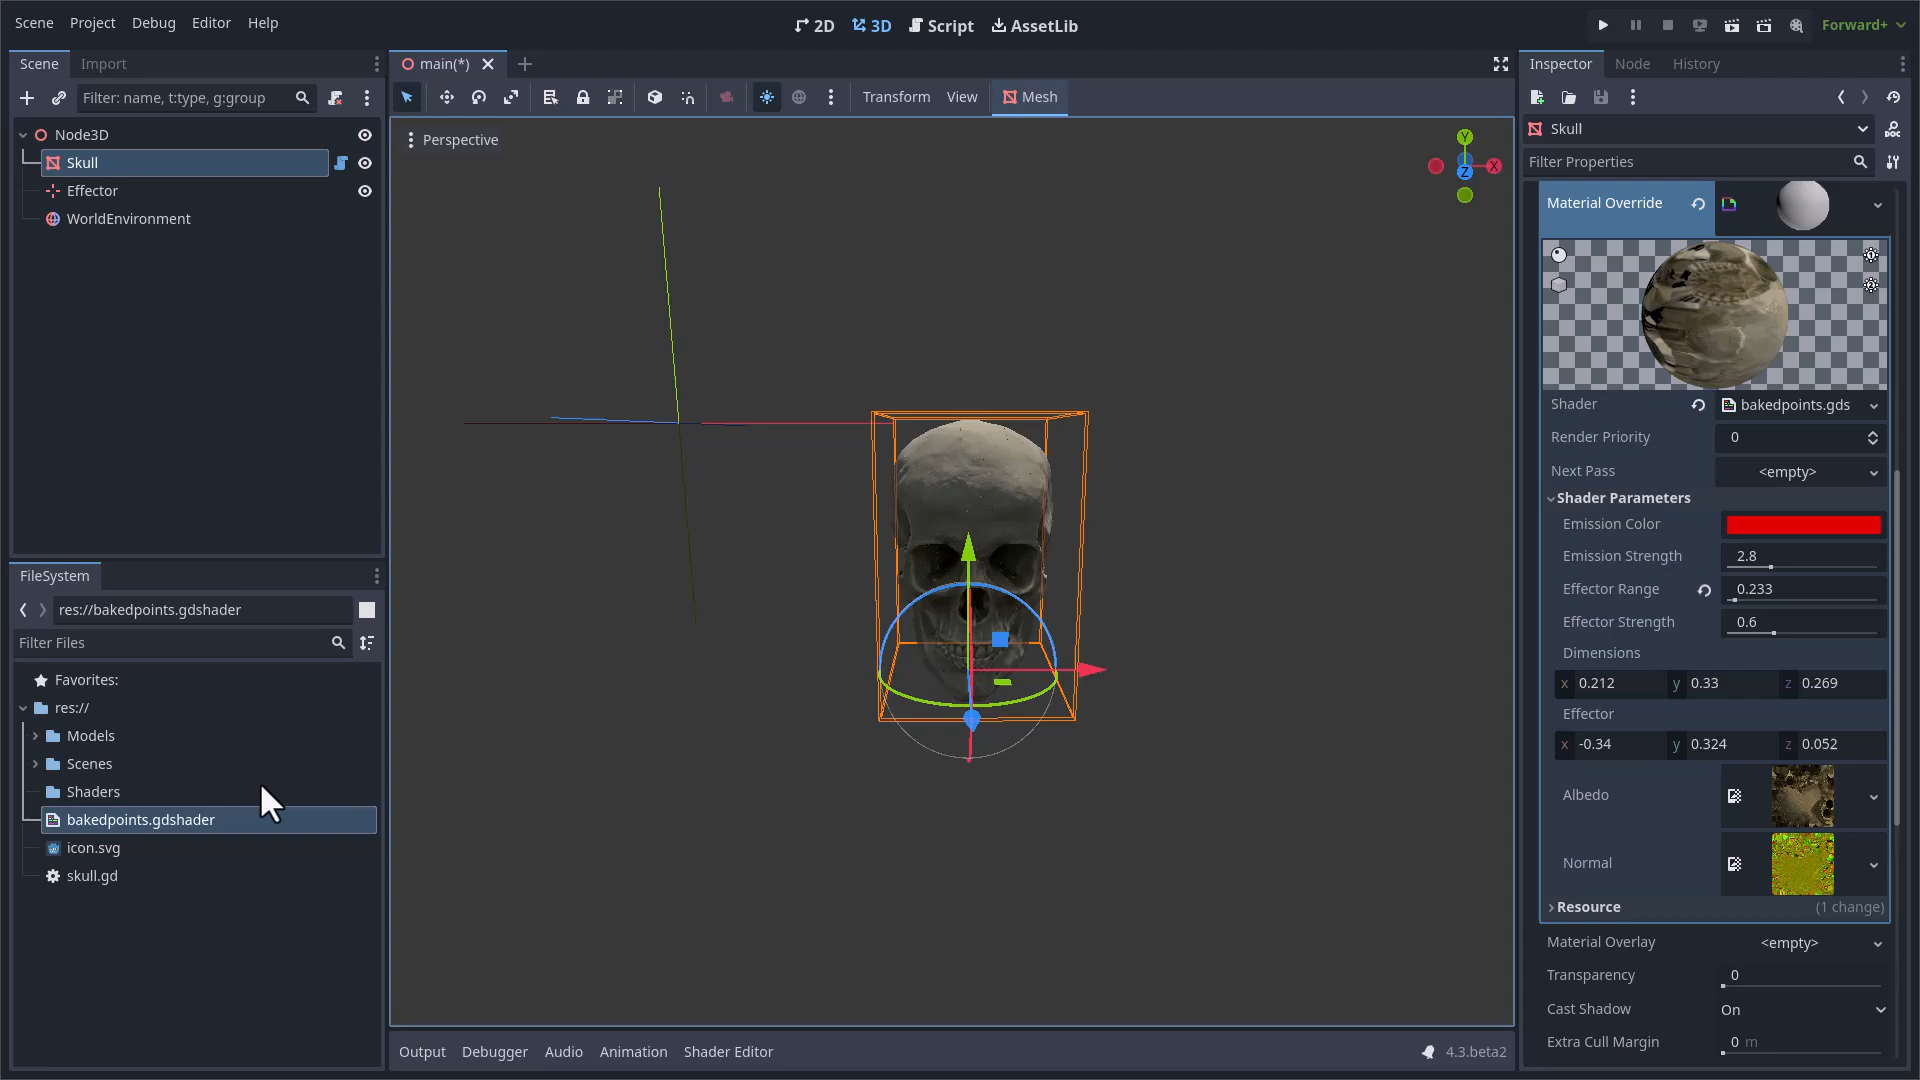 Scene Project Debug Editor Help
2D 3D Script AssetLib
Forward+
Scene Import
Filter: name, t:type, g:group
Node3D
Skull
Effector
WorldEnvironment
FileSystem
res://bakedpoints.gdshader
Filter Files
Favorites:
res://
Models
Scenes
Shaders
bakedpoints.gdshader
icon.svg
skull.gd
main(*)
Transform View Mesh
Perspective
Y
X
Z
Output Debugger Audio Animation Shader Editor
4.3.beta2
Inspector Node History
Skull
Filter Properties
Material Override
Shader bakedpoints.gds
Render Priority 0
Next Pass <empty>
Shader Parameters
Emission Color
Emission Strength 2.8
Effector Range 0.233
Effector Strength 0.6
Dimensions
x 0.212 y 0.33 z 0.269
Effector
x -0.34 y 0.324 z 0.052
Albedo
Normal
Resource (1 change)
Material Overlay <empty>
Transparency 0
Cast Shadow On
Extra Cull Margin 0 m